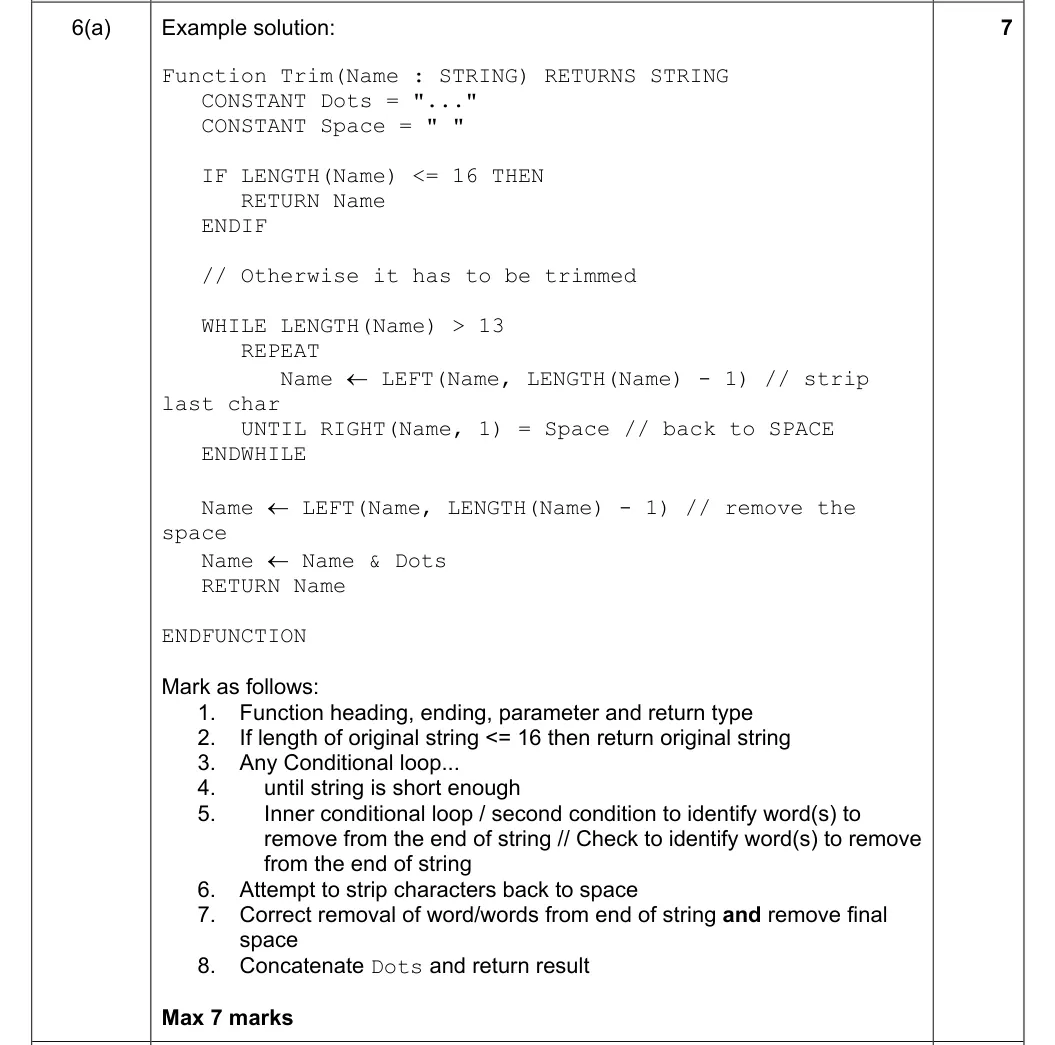 6(a) Example solution: 7
Function Trim(Name : STRING) RETURNS STRING
CONSTANT Dots = "..."
CONSTANT Space = " "
IF LENGTH(Name) <= 16 THEN
RETURN Name
ENDIF
// Otherwise it has to be trimmed
WHILE LENGTH(Name) > 13
REPEAT
Name ← LEFT(Name, LENGTH(Name) - 1) // strip
last char
UNTIL RIGHT(Name, 1) = Space // back to SPACE
ENDWHILE
Name ← LEFT(Name, LENGTH(Name) - 1) // remove the
space
Name ← Name & Dots
RETURN Name
ENDFUNCTION
Mark as follows:
1. Function heading, ending, parameter and return type
2. If length of original string <= 16 then return original string
3. Any Conditional loop...
4. until string is short enough
5. Inner conditional loop / second condition to identify word(s) to
remove from the end of string // Check to identify word(s) to remove
from the end of string
6. Attempt to strip characters back to space
7. Correct removal of word/words from end of string and remove final
space
8. Concatenate Dots and return result
Max 7 marks